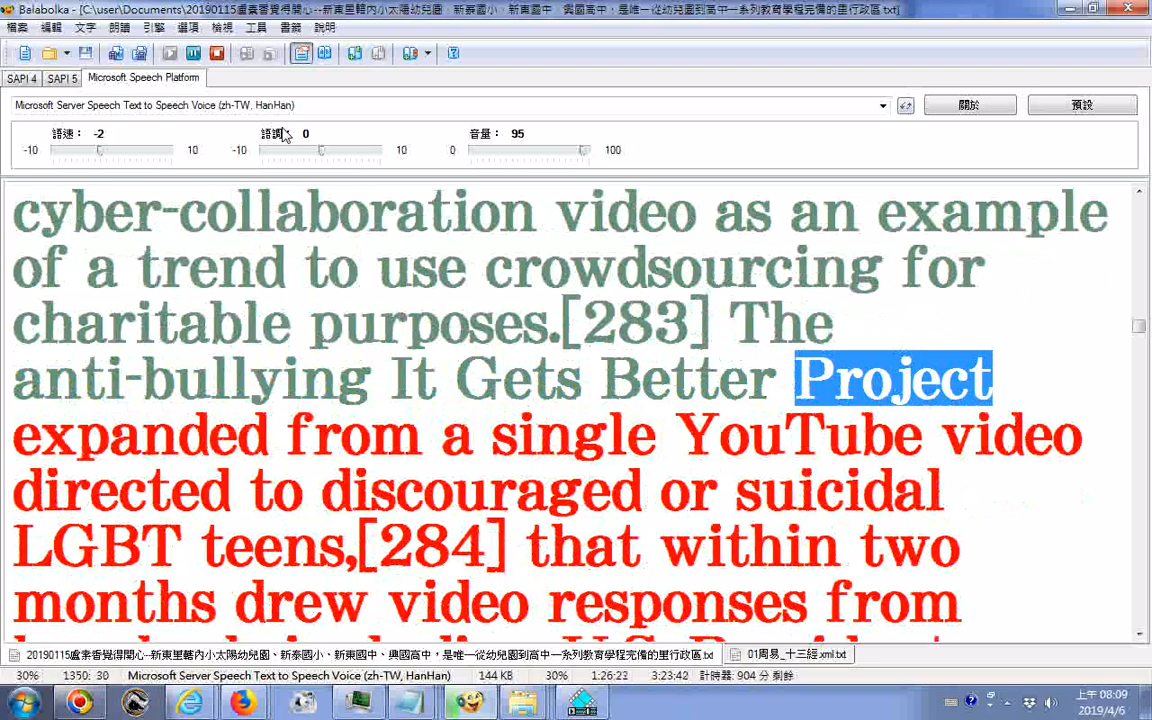 Balabolka - [C:\user\Documents\20190115盧素香覺得開心--新東里轄內小太陽幼兒園、新泰國小、新東國中、興國高中，是唯一從幼兒園到高中一系列教育學程完備的里行政區.txt]
檔案 編輯 文字 朗讀 引擎 選項 檢視 工具 書籤 說明
SAPI 4 SAPI 5 Microsoft Speech Platform
Microsoft Server Speech Text to Speech Voice (zh-TW, HanHan) 關於 預設
語速： -2 語調： 0 音量： 95
-10 10 -10 10 0 100
cyber-collaboration video as an example
of a trend to use crowdsourcing for
charitable purposes.[283] The
anti-bullying It Gets Better Project
expanded from a single YouTube video
directed to discouraged or suicidal
LGBT teens,[284] that within two
months drew video responses from
20190115盧素香覺得開心--新東里轄內小太陽幼兒園、新泰國小、新東國中、興國高中，是唯一從幼兒園到高中一系列教育學程完備的里行政區.txt 01周易_十三經.xml.txt
30% 1350: 30 Microsoft Server Speech Text to Speech Voice (zh-TW, HanHan) 144 KB 30% 1:26:22 3:23:42 計時器: 904 分 剩餘
上午 08:09
2019/4/6